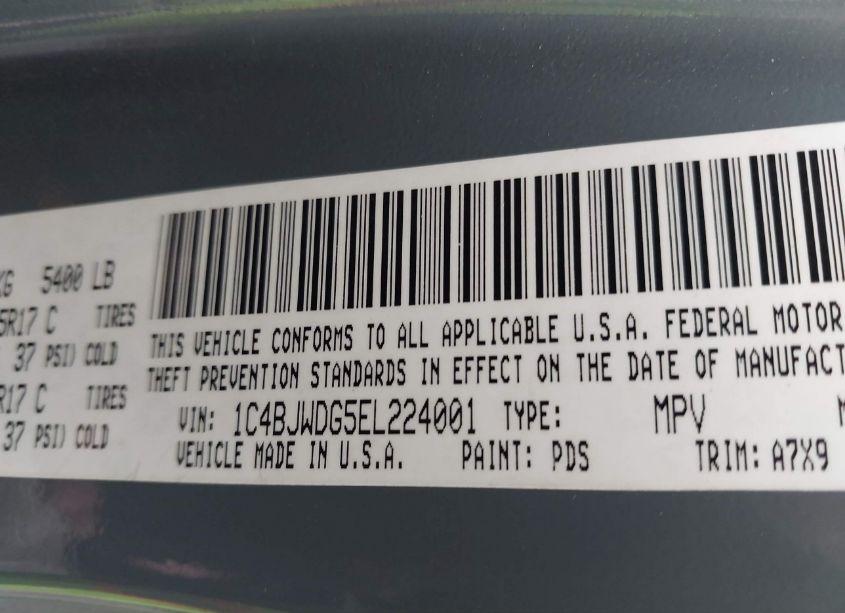 KG 5400 LB
5R17 C TIRES
37 PSI) COLD
R17 C TIRES
37 PSI) COLD
THIS VEHICLE CONFORMS TO ALL APPLICABLE U.S.A. FEDERAL MOTOR
THEFT PREVENTION STANDARDS IN EFFECT ON THE DATE OF MANUFACT
VIN: 1C4BJWDG5EL224001 TYPE: MPV M
VEHICLE MADE IN U.S.A. PAINT: PDS TRIM: A7X9